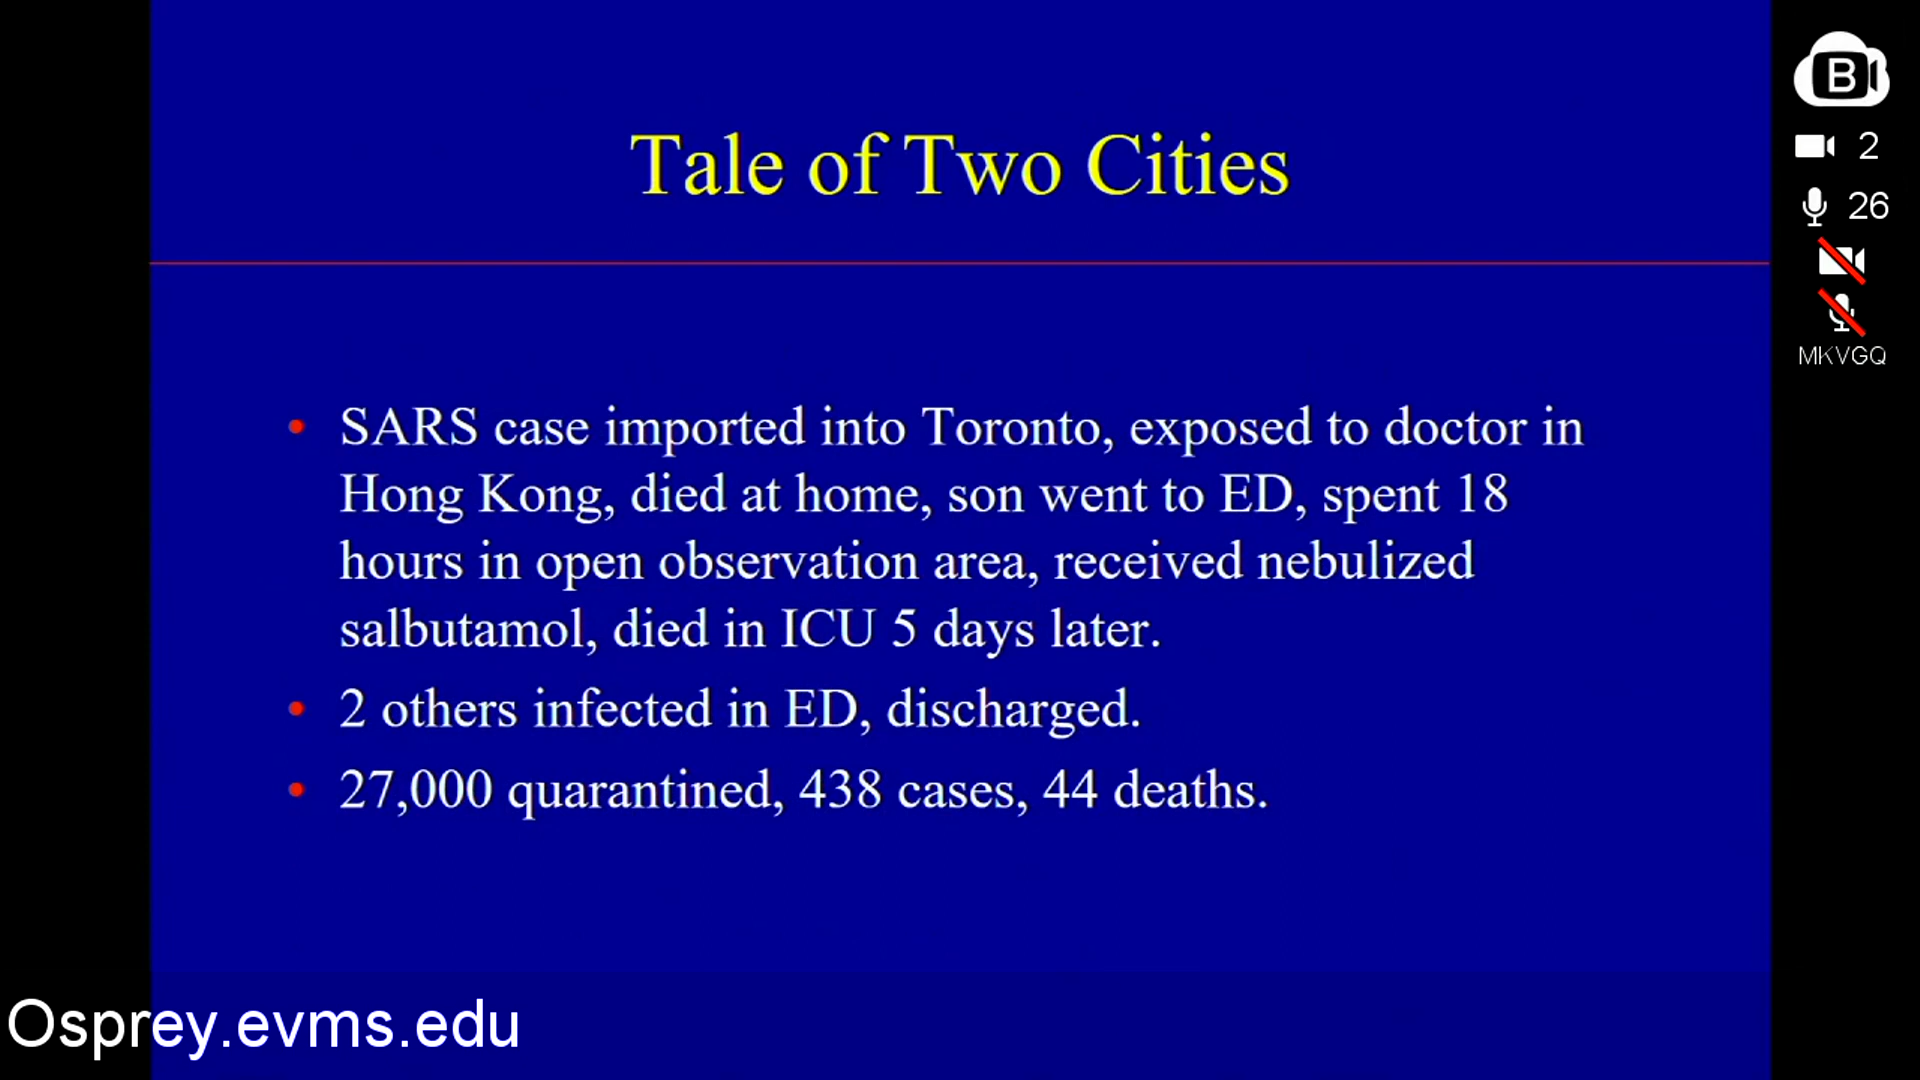 Tale of Two Cities
• SARS case imported into Toronto, exposed to doctor in
Hong Kong, died at home, son went to ED, spent 18
hours in open observation area, received nebulized
salbutamol, died in ICU 5 days later.
• 2 others infected in ED, discharged.
• 27,000 quarantined, 438 cases, 44 deaths.
Osprey.evms.edu
B
2
26
MKVGQ